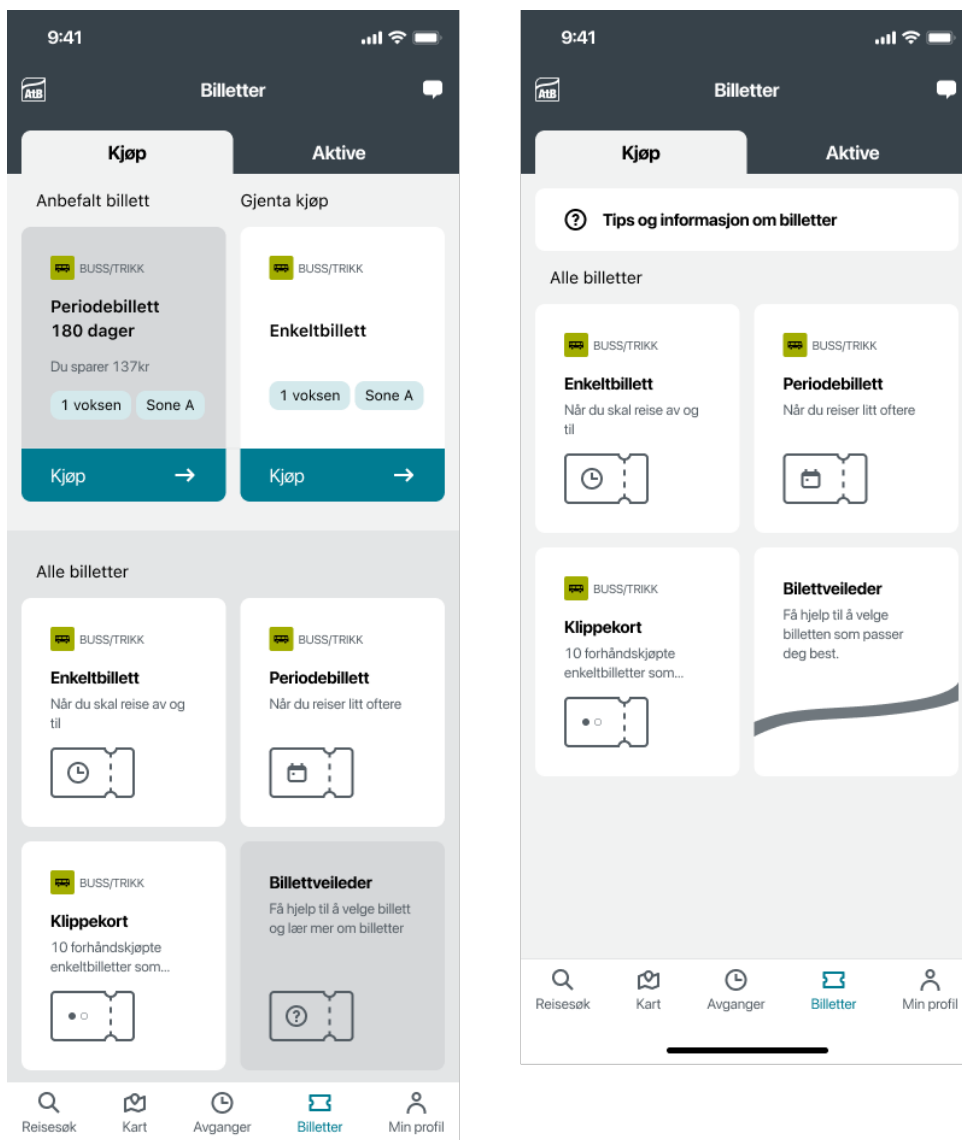 9:41
AtB
Billetter
Kjøp
Aktive
Anbefalt billett
Gjenta kjøp
BUSS/TRIKK
Periodebillett
180 dager
Du sparer 137kr
1 voksen
Sone A
Kjøp
BUSS/TRIKK
Enkeltbillett
1 voksen
Sone A
Kjøp
Alle billetter
BUSS/TRIKK
Enkeltbillett
Når du skal reise av og
til
BUSS/TRIKK
Periodebillett
Når du reiser litt oftere
BUSS/TRIKK
Klippekort
10 forhåndskjøpte
enkeltbilletter som...
Billettveileder
Få hjelp til å velge billett
og lær mer om billetter
Reisesøk
Kart
Avganger
Billetter
Min profil
9:41
AtB
Billetter
Kjøp
Aktive
Tips og informasjon om billetter
Alle billetter
BUSS/TRIKK
Enkeltbillett
Når du skal reise av og
til
BUSS/TRIKK
Periodebillett
Når du reiser litt oftere
BUSS/TRIKK
Klippekort
10 forhåndskjøpte
enkeltbilletter som...
Bilettveileder
Få hjelp til å velge
billetten som passer
deg best.
Reisesøk
Kart
Avganger
Billetter
Min profil